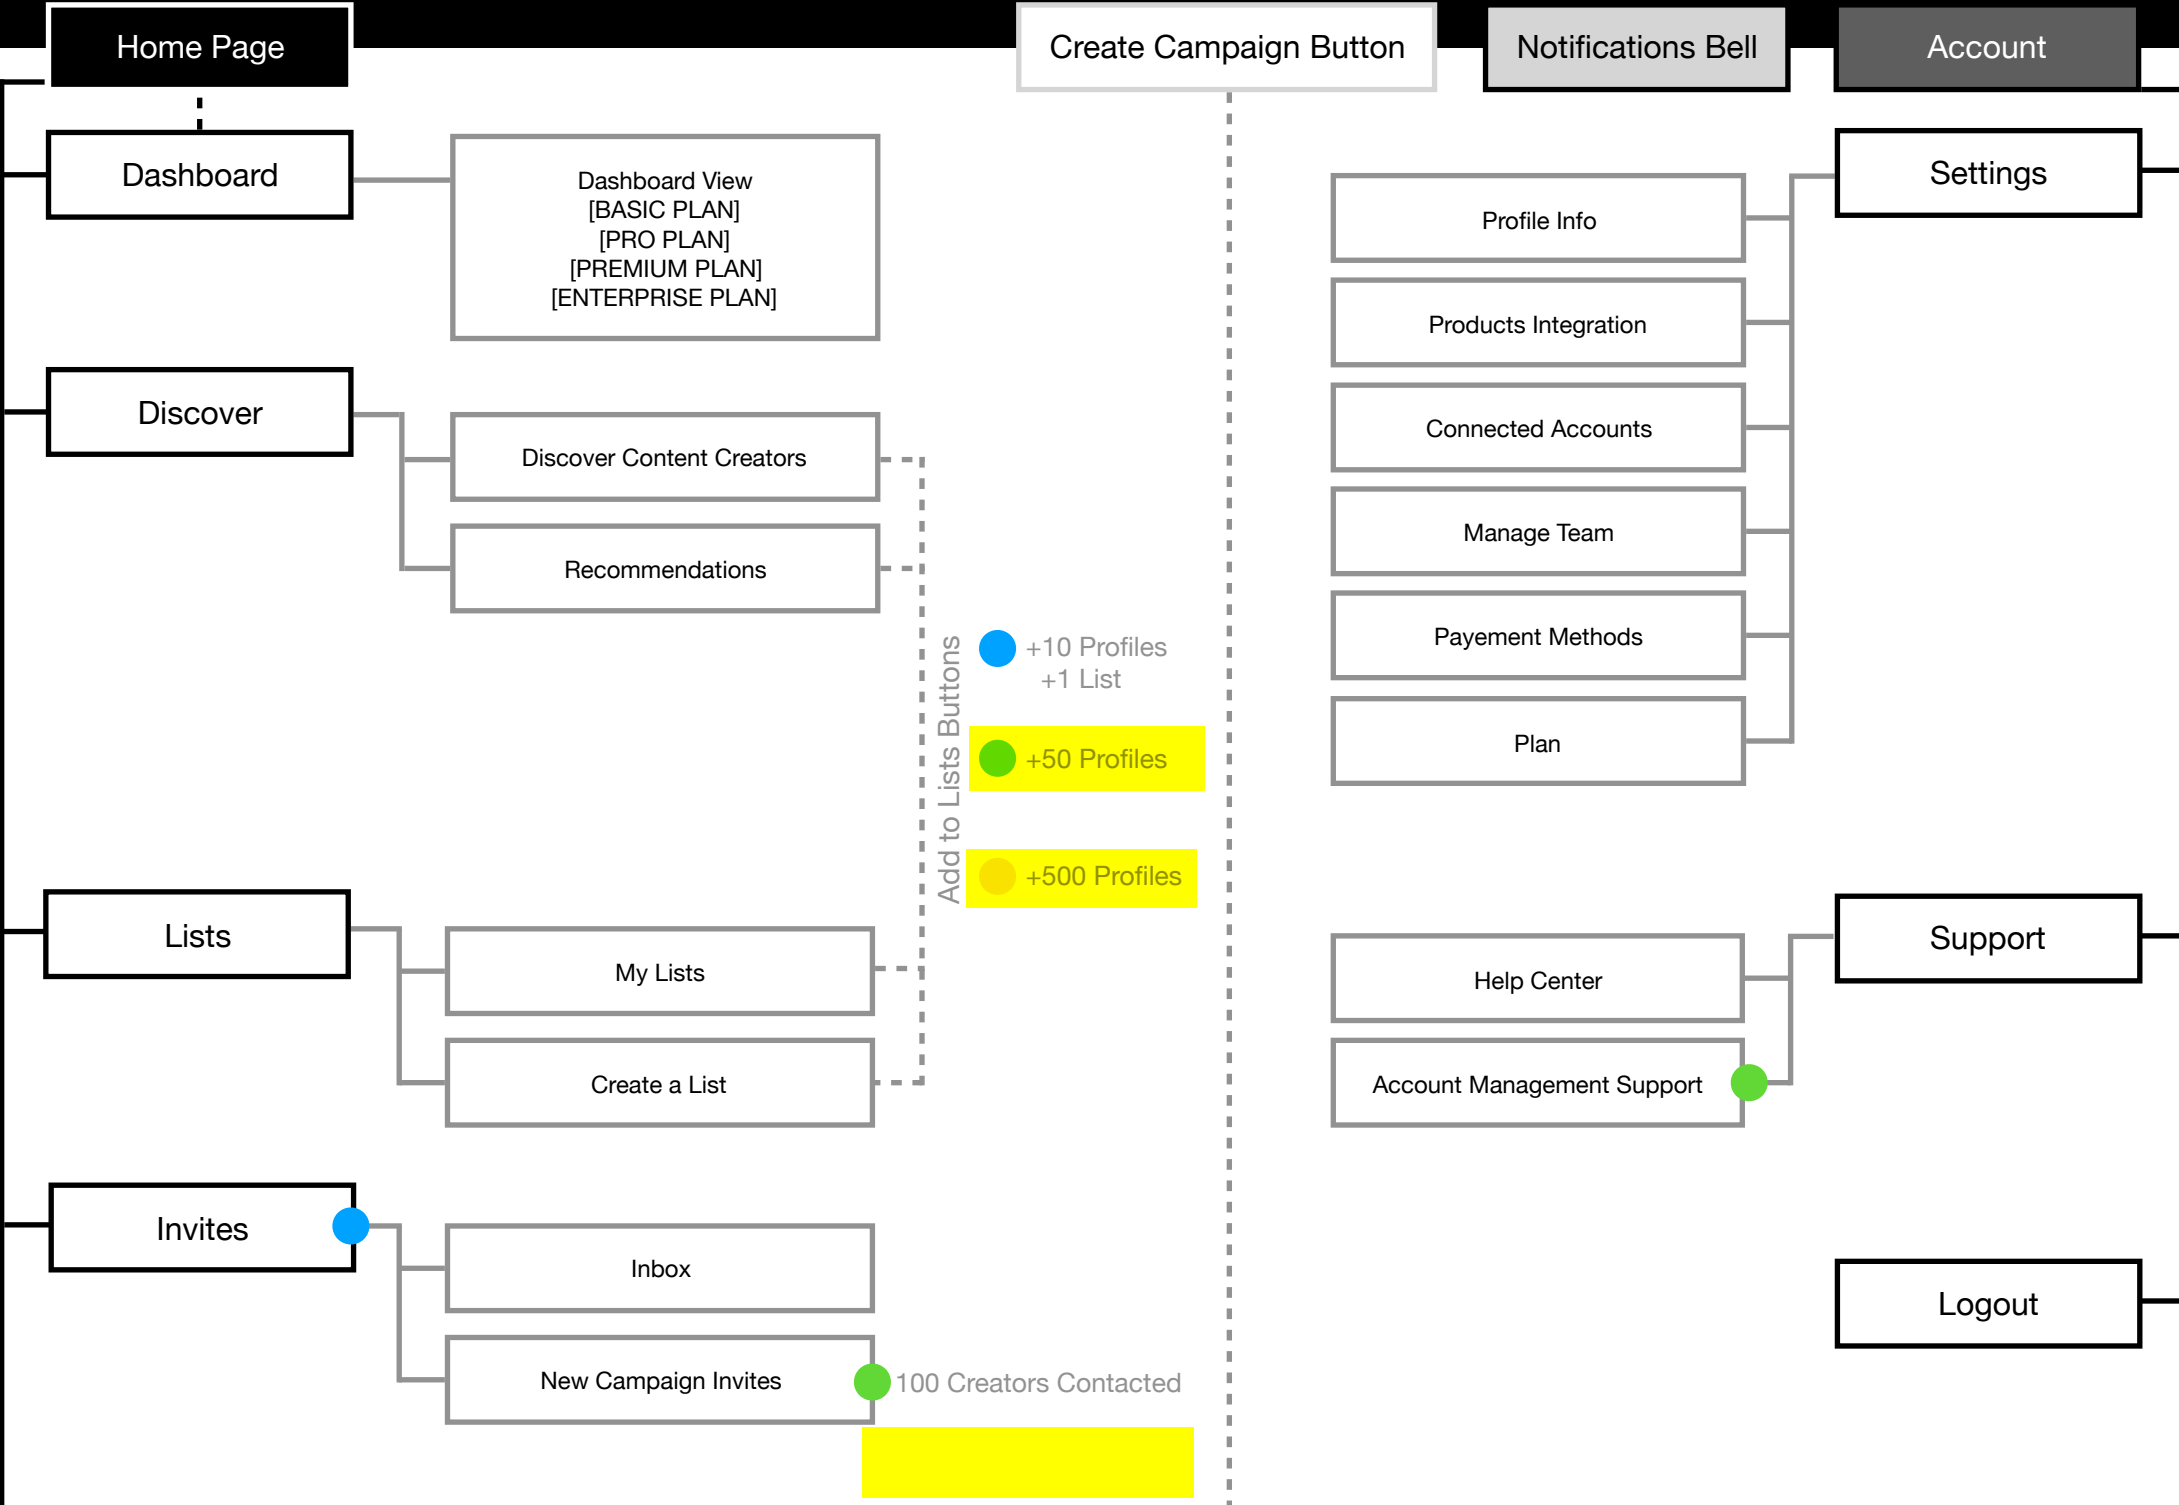 Home Page
Create Campaign Button
Notifications Bell
Account
Dashboard
Dashboard View
[BASIC PLAN]
[PRO PLAN]
[PREMIUM PLAN]
[ENTERPRISE PLAN]
Discover
Discover Content Creators
Recommendations
Add to Lists Buttons
+10 Profiles
+1 List
+50 Profiles
+500 Profiles
Lists
My Lists
Create a List
Invites
Inbox
New Campaign Invites
100 Creators Contacted
Settings
Profile Info
Products Integration
Connected Accounts
Manage Team
Payement Methods
Plan
Support
Help Center
Account Management Support
Logout